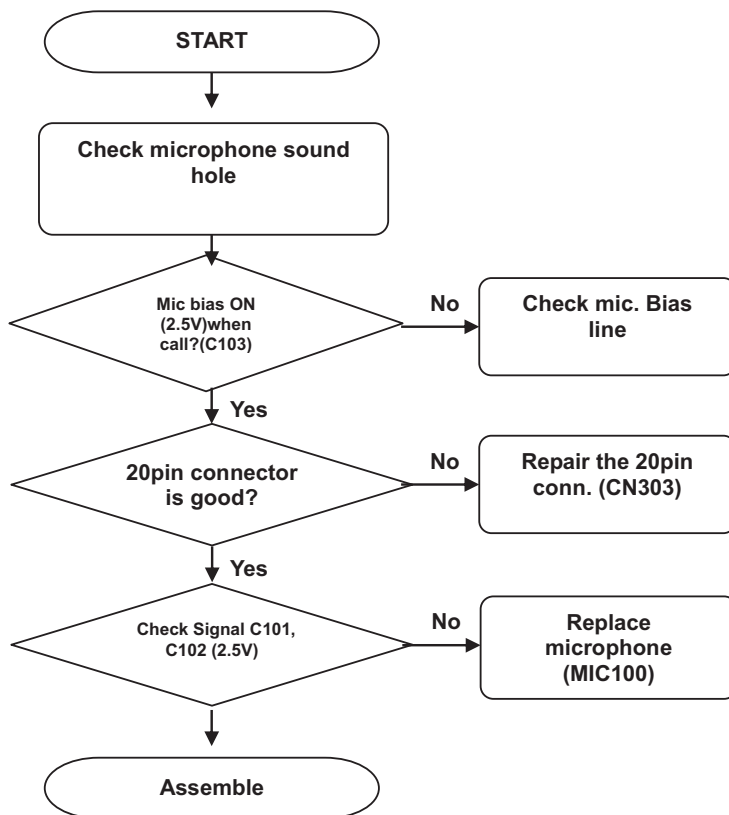 START
Check microphone sound
hole
Mic bias ON
(2.5V)when
call?(C103)
No
Check mic. Bias
line
Yes
20pin connector
is good?
No
Repair the 20pin
conn. (CN303)
Yes
Check Signal C101,
C102 (2.5V)
No
Replace
microphone
(MIC100)
Assemble